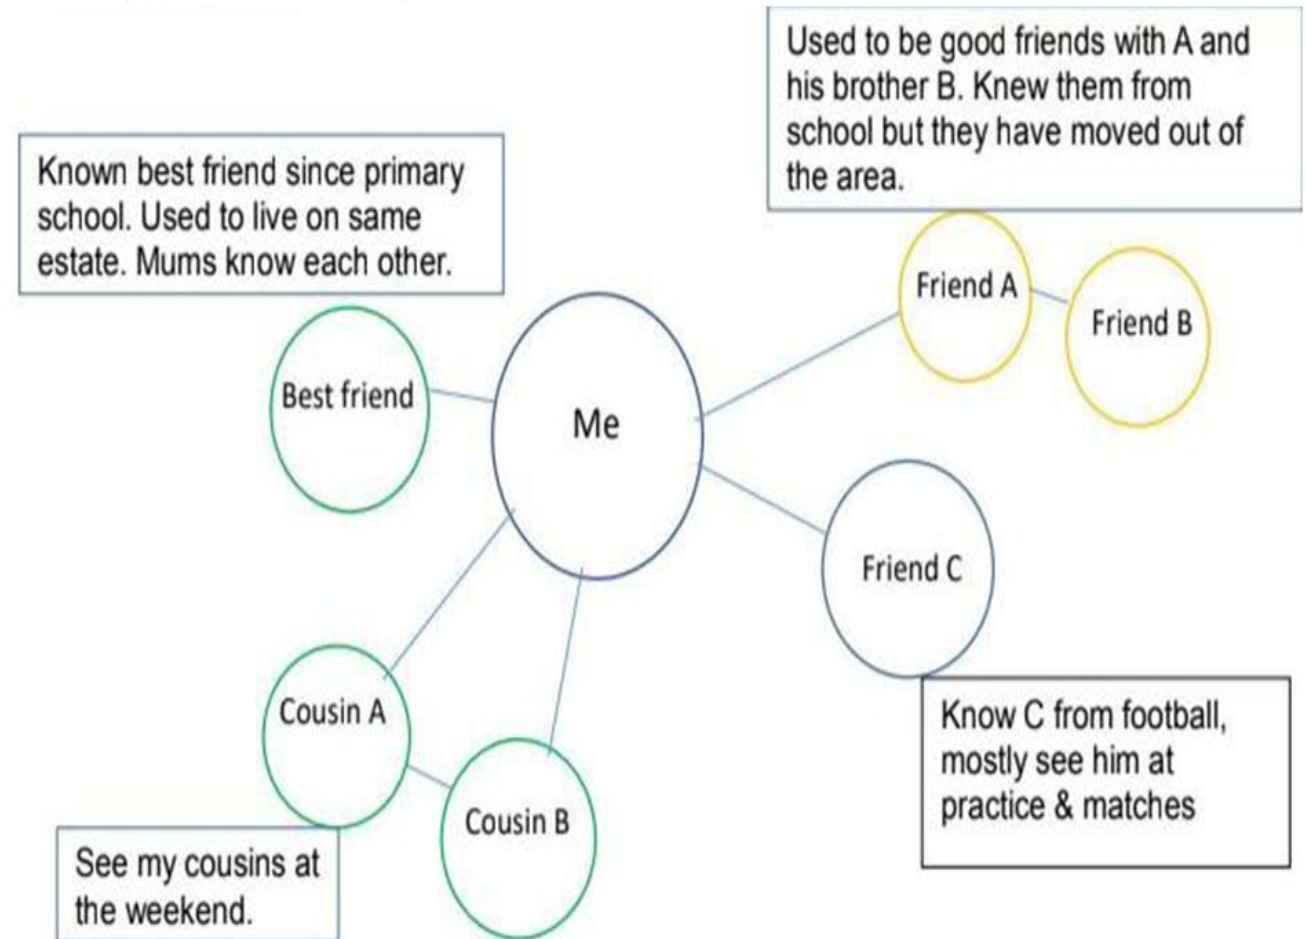 Used to be good friends with A and
his brother B. Knew them from
school but they have moved out of
the area.
Known best friend since primary
school. Used to live on same
estate. Mums know each other.
Friend A
Friend B
Best friend
Me
Friend C
Cousin A
Know C from football,
mostly see him at
practice & matches
Cousin B
See my cousins at
the weekend.